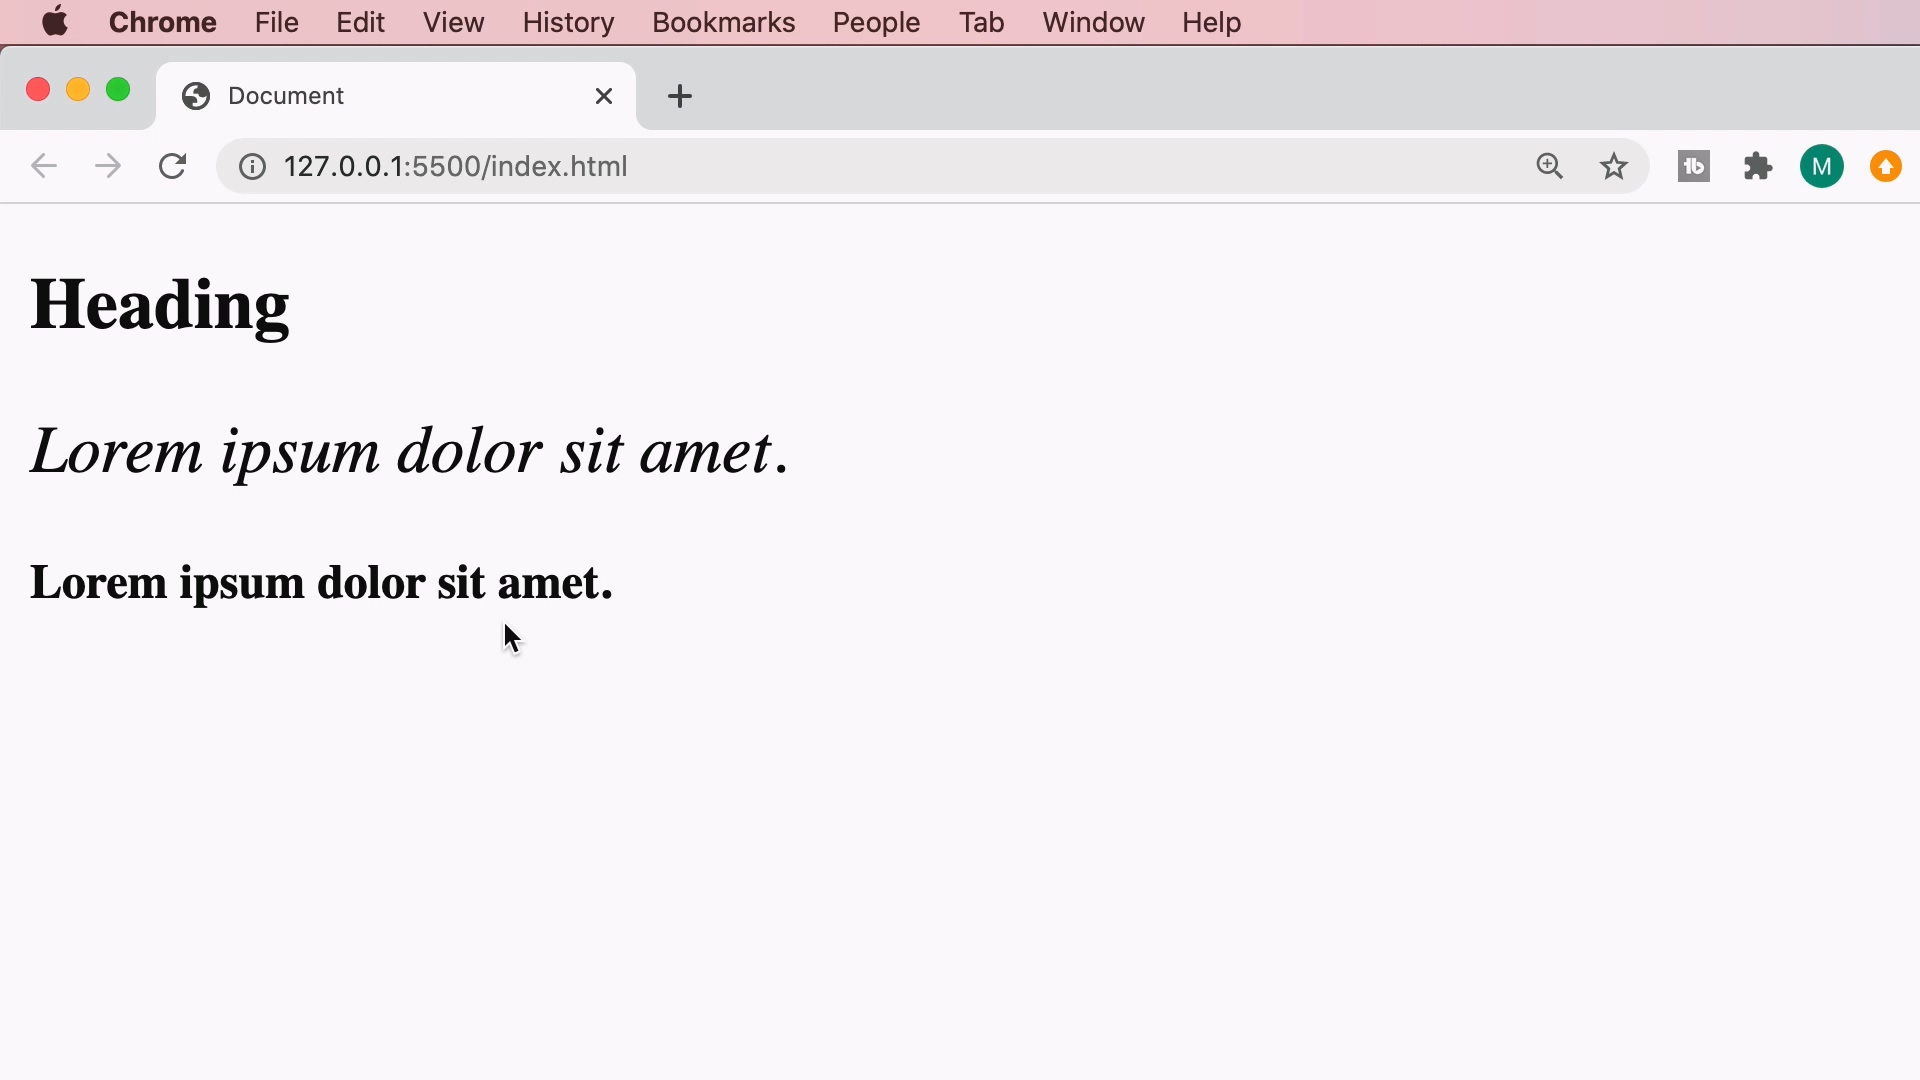 Chrome File Edit View History Bookmarks People Tab Window Help
Document
127.0.0.1:5500/index.html
M
Heading
Lorem ipsum dolor sit amet.
Lorem ipsum dolor sit amet.